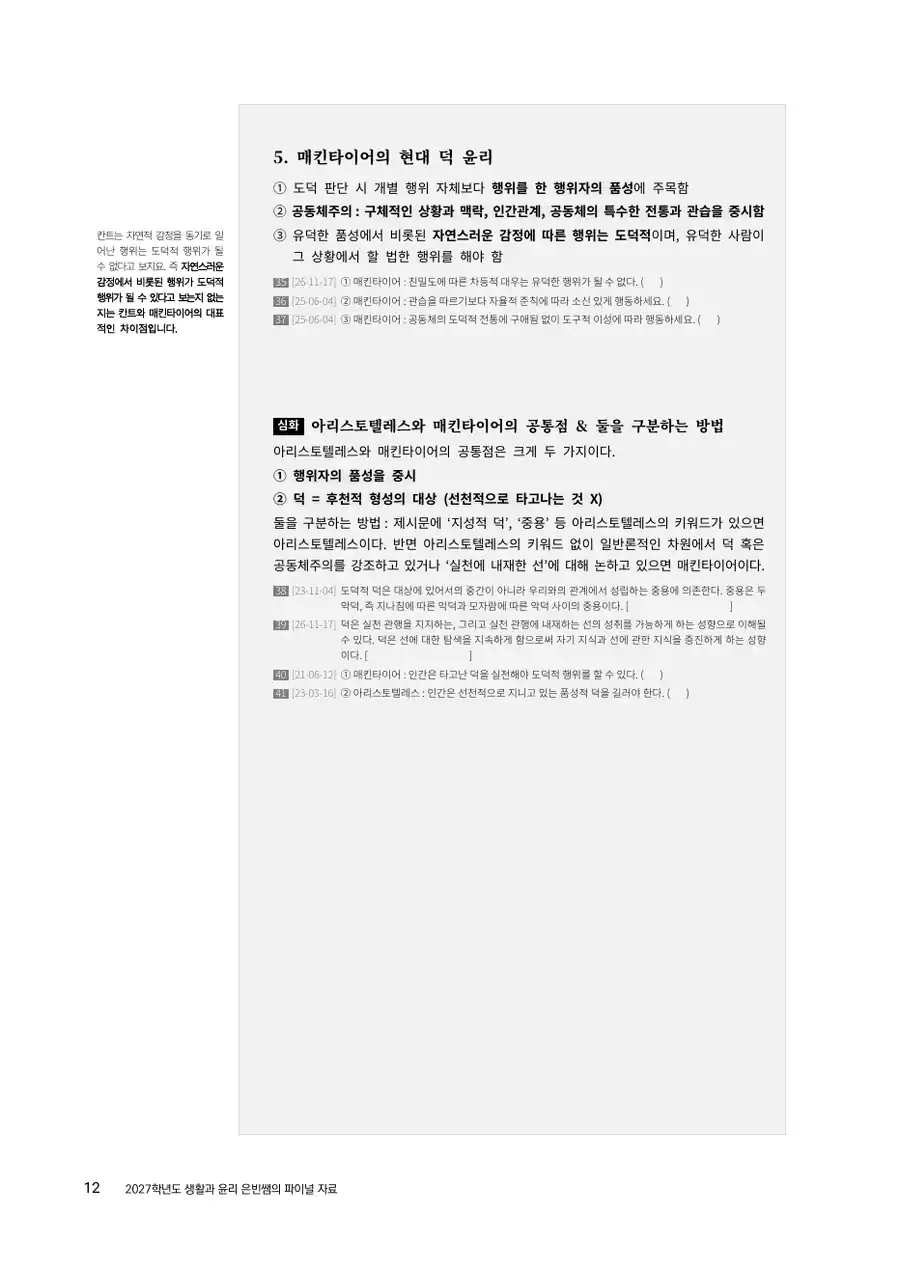 5. 매킨타이어의 현대 덕 윤리
① 도덕 판단 시 개별 행위 자체보다 행위를 한 행위자의 품성에 주목함
② 공동체주의 : 구체적인 상황과 맥락, 인간관계, 공동체의 특수한 전통과 관습을 중시함
③ 유덕한 품성에서 비롯된 자연스러운 감정에 따른 행위는 도덕적이며, 유덕한 사람이
그 상황에서 할 법한 행위를 해야 함
칸트는 자연적 감정을 동기로 일
어난 행위는 도덕적 행위가 될
수 없다고 보지요. 즉 자연스러운
감정에서 비롯된 행위가 도덕적
행위가 될 수 있다고 보는지 없는
지는 칸트와 매킨타이어의 대표
적인 차이점입니다.
35 [26-11-17] ① 매킨타이어 : 친밀도에 따른 차등적 대우는 유덕한 행위가 될 수 없다. ( )
36 [25-06-04] ② 매킨타이어 : 관습을 따르기보다 자율적 준칙에 따라 소신 있게 행동하세요. ( )
37 [25-06-04] ③ 매킨타이어 : 공동체의 도덕적 전통에 구애됨 없이 도구적 이성에 따라 행동하세요. ( )
심화 아리스토텔레스와 매킨타이어의 공통점 & 둘을 구분하는 방법
아리스토텔레스와 매킨타이어의 공통점은 크게 두 가지이다.
① 행위자의 품성을 중시
② 덕 = 후천적 형성의 대상 (선천적으로 타고나는 것 X)
둘을 구분하는 방법 : 제시문에 ‘지성적 덕’, ‘중용’ 등 아리스토텔레스의 키워드가 있으면
아리스토텔레스이다. 반면 아리스토텔레스의 키워드 없이 일반론적인 차원에서 덕 혹은
공동체주의를 강조하고 있거나 ‘실천에 내재한 선’에 대해 논하고 있으면 매킨타이어이다.
38 [23-11-04] 도덕적 덕은 대상에 있어서의 중간이 아니라 우리와의 관계에서 성립하는 중용에 의존한다. 중용은 두
악덕, 즉 지나침에 따른 악덕과 모자람에 따른 악덕 사이의 중용이다. [ ]
39 [26-11-17] 덕은 실천 관행을 지지하는, 그리고 실천 관행에 내재하는 선의 성취를 가능하게 하는 성향으로 이해될
수 있다. 덕은 선에 대한 탐색을 지속하게 함으로써 자기 지식과 선에 관한 지식을 증진하게 하는 성향
이다. [ ]
40 [21-06-12] ① 매킨타이어 : 인간은 타고난 덕을 실천해야 도덕적 행위를 할 수 있다. ( )
41 [23-03-16] ② 아리스토텔레스 : 인간은 선천적으로 지니고 있는 품성적 덕을 길러야 한다. ( )
12 2027학년도 생활과 윤리 은빈쌤의 파이널 자료